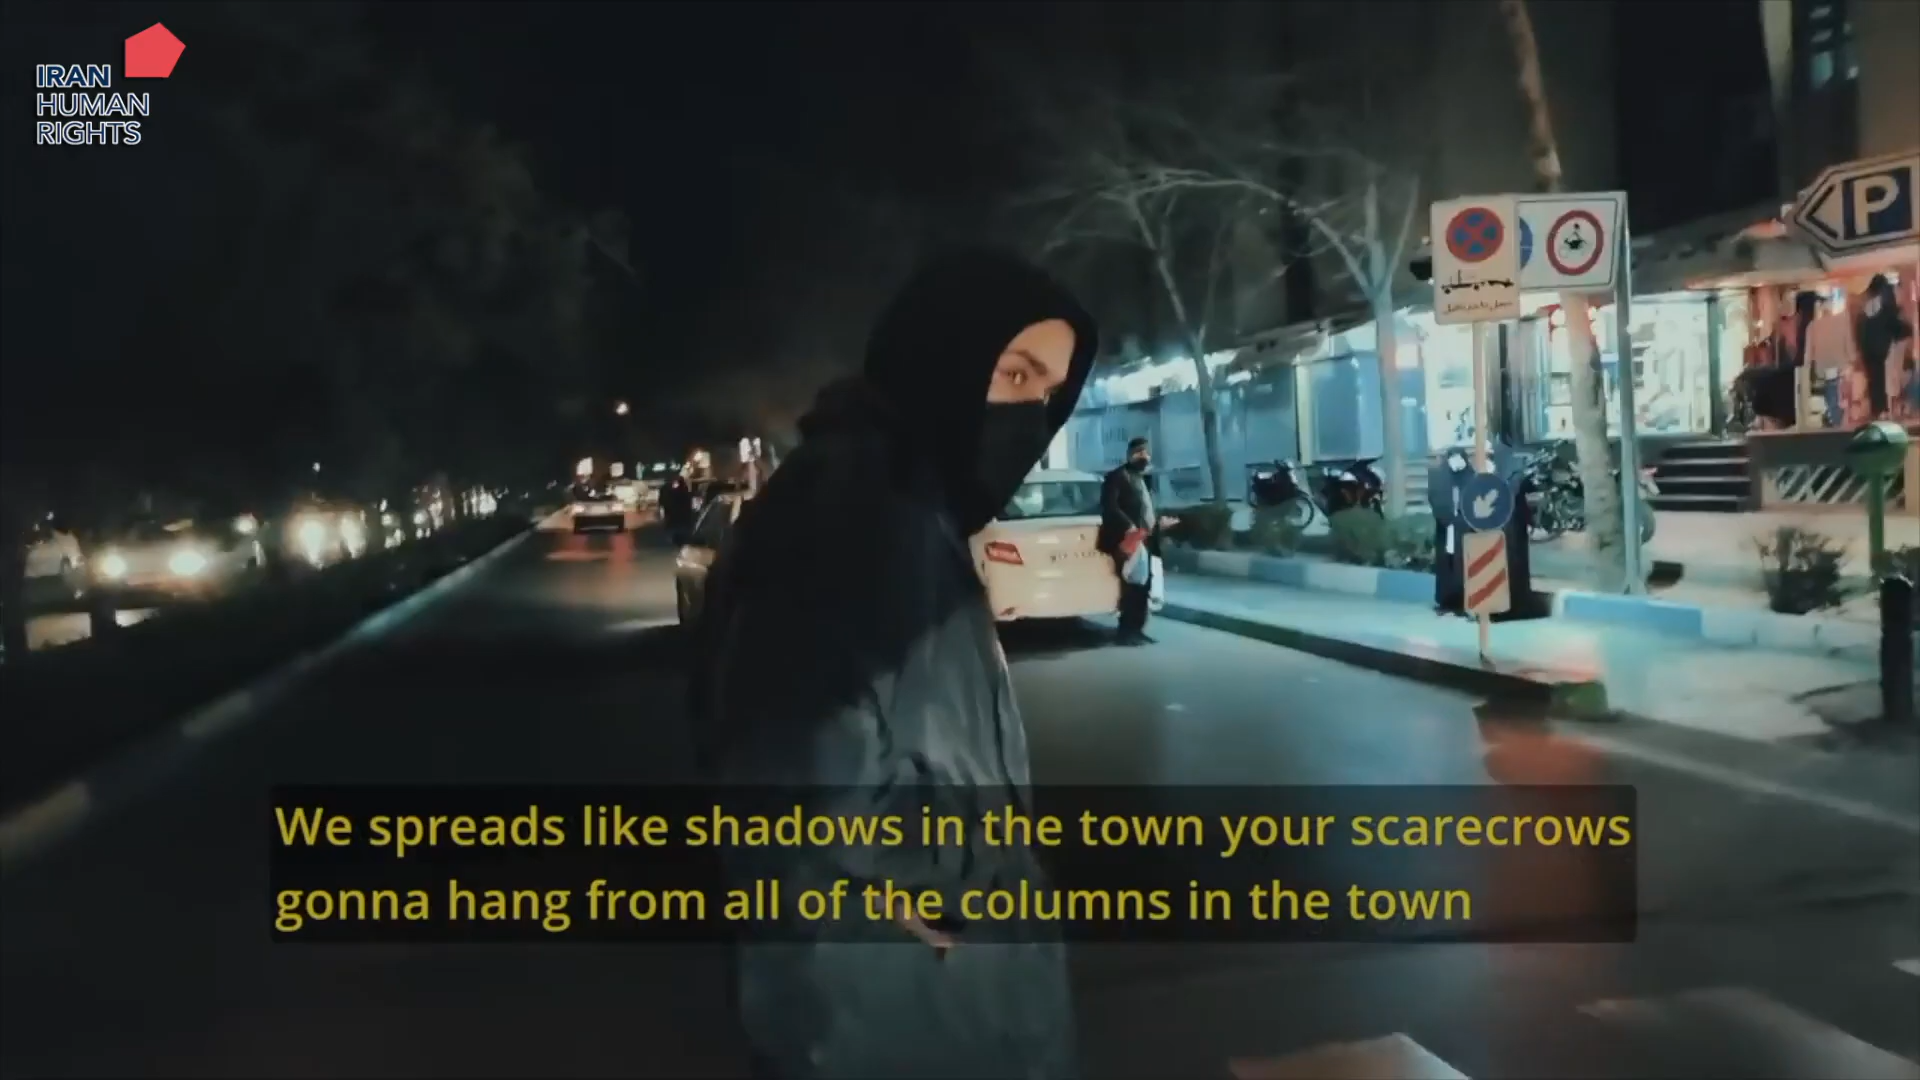 IRAN
HUMAN
RIGHTS
P
We spreads like shadows in the town your scarecrows
gonna hang from all of the columns in the town